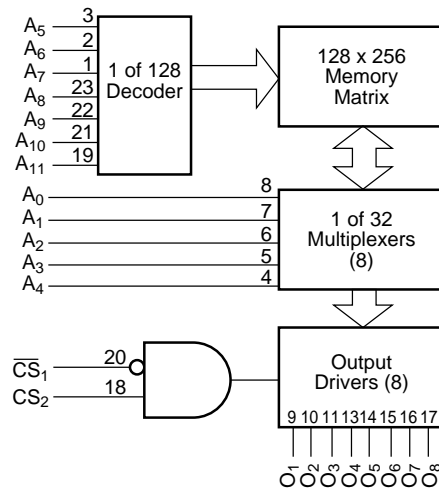 A5 3
A6 2
A7 1
A8 23
A9 22
A10 21
A11 19
1 of 128
Decoder
128 x 256
Memory
Matrix
A0 8
A1 7
A2 6
A3 5
A4 4
1 of 32
Multiplexers
(8)
C̅S̅1 20
CS2 18
Output
Drivers (8)
9 10 11 13 14 15 16 17
O1 O2 O3 O4 O5 O6 O7 O8